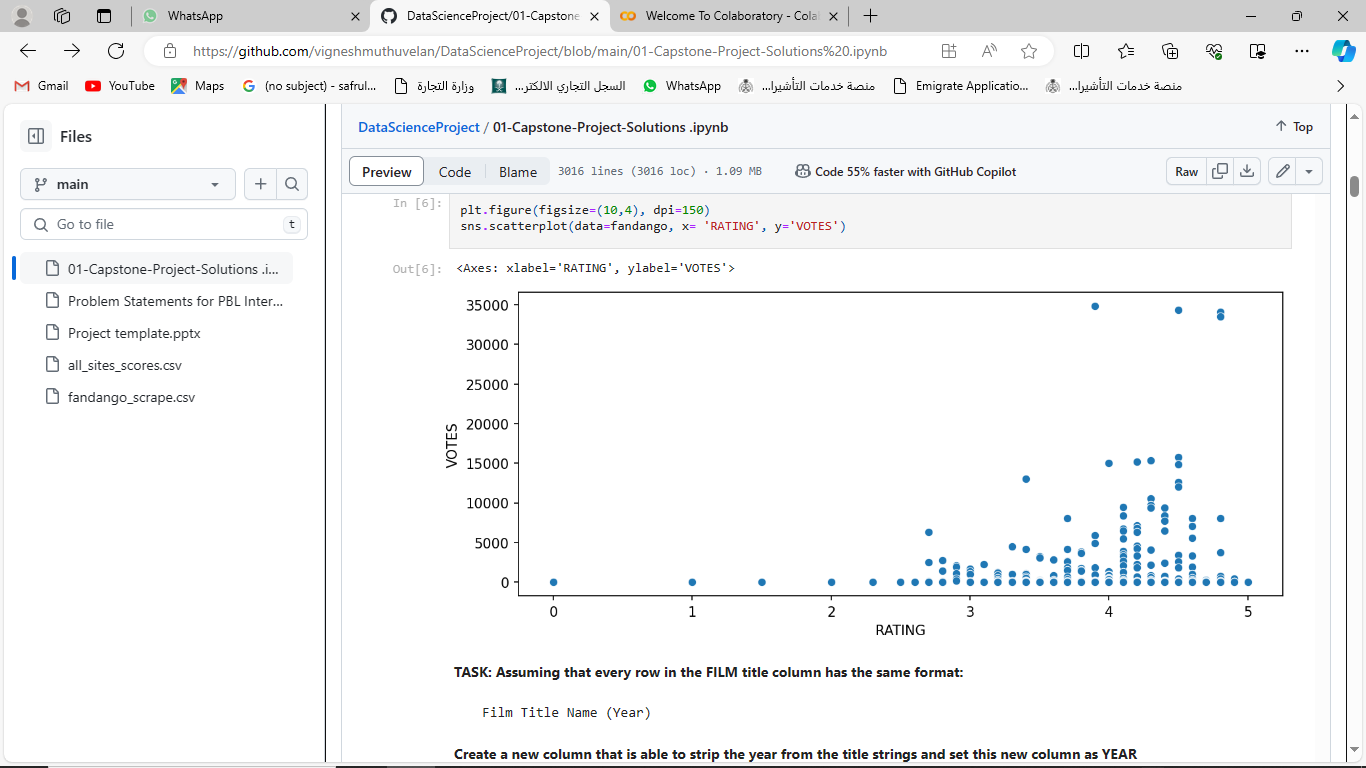 WhatsApp
DataScienceProject/01-Capstone-
Welcome To Colaboratory - Cola
https://github.com/vigneshmuthuvelan/DataScienceProject/blob/main/01-Capstone-Project-Solutions%20.ipynb
Gmail
YouTube
Maps
(no subject) - safrul...
وزارة التجارة
السجل التجاري الالكتر...
WhatsApp
منصة خدمات التأشيرا...
Emigrate Applicatio...
منصة خدمات التأشيرا...
Files
DataScienceProject / 01-Capstone-Project-Solutions .ipynb
Top
main
Preview
Code
Blame
3016 lines (3016 loc) · 1.09 MB
Code 55% faster with GitHub Copilot
Raw
Go to file
t
01-Capstone-Project-Solutions .i...
Problem Statements for PBL Inter...
Project template.pptx
all_sites_scores.csv
fandango_scrape.csv
In [6]:
plt.figure(figsize=(10,4), dpi=150)
sns.scatterplot(data=fandango, x= 'RATING', y='VOTES')
Out[6]:
<Axes: xlabel='RATING', ylabel='VOTES'>
35000
30000
25000
20000
15000
10000
5000
0
VOTES
0 1 2 3 4 5
RATING
TASK: Assuming that every row in the FILM title column has the same format:
Film Title Name (Year)
Create a new column that is able to strip the year from the title strings and set this new column as YEAR